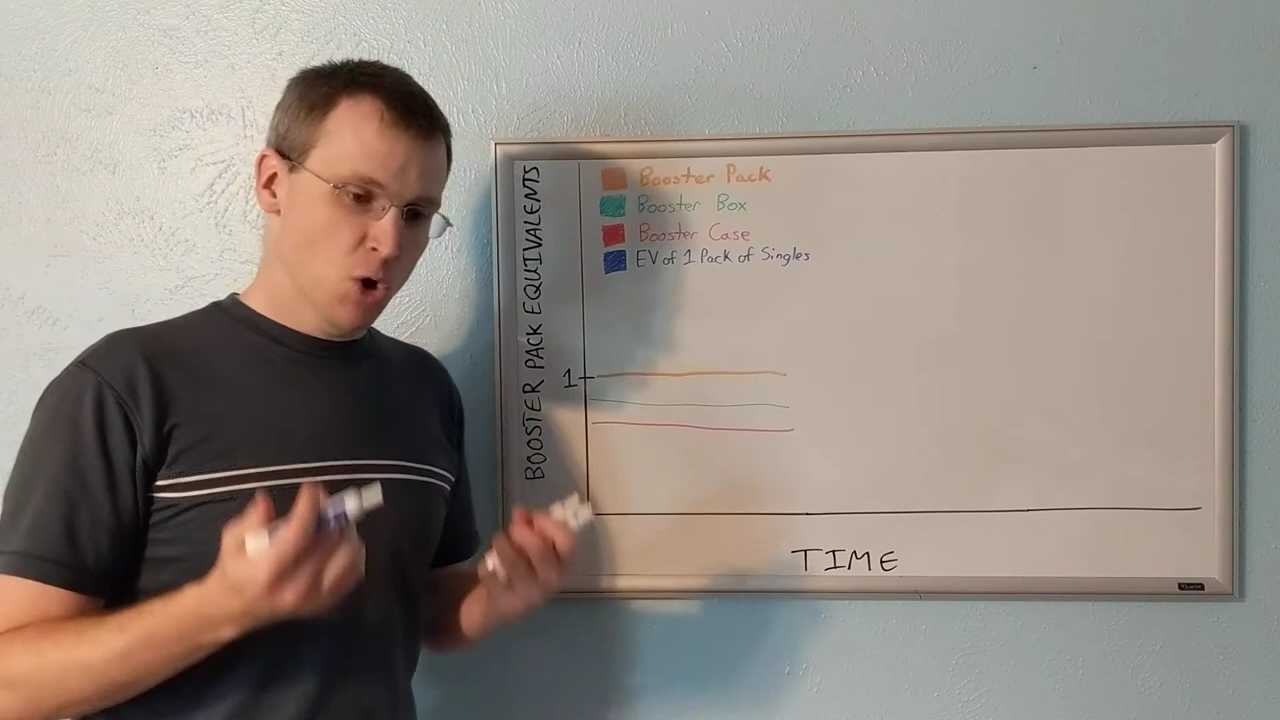 BOOSTER PACK EQUIVALENTS
Booster Pack
Booster Box
Booster Case
EV of 1 Pack of Singles
1
TIME